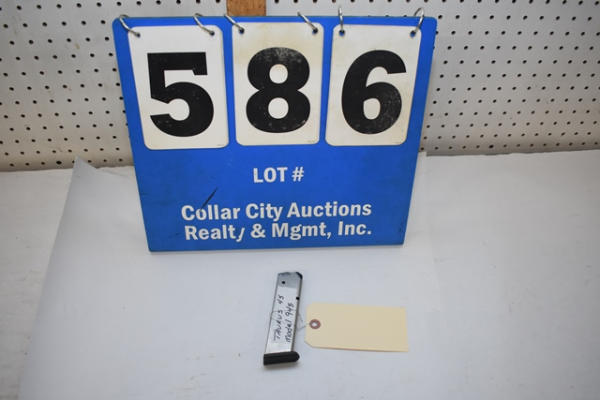 586
LOT #
Collar City Auctions
Realty & Mgmt, Inc.
TAURUS 45
Model 945